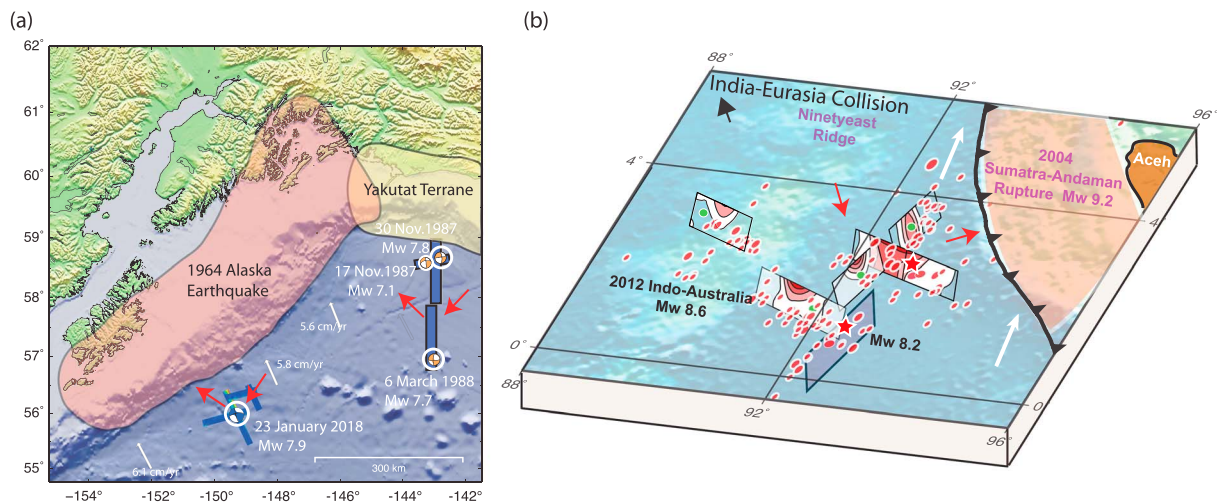 (a)
62˚
61˚
60˚
59˚
58˚
57˚
56˚
55˚
−154˚
-152˚
-150˚
-148˚
-146˚
-144˚
-142˚
Yakutat Terrane
30 Nov.1987
Mw 7.8
17 Nov.1987
Mw 7.1
1964 Alaska
Earthquake
5.6 cm/yr
5.8 cm/yr
6 March 1988
Mw 7.7
23 January 2018
Mw 7.9
6.1 cm/yr
300 km
(b)
88˚
92˚
96˚
India-Eurasia Collision
Ninetyeast
Ridge
2004
Sumatra-Andaman
Rupture Mw 9.2
Aceh
4˚
4˚
2012 Indo-Australia
Mw 8.6
Mw 8.2
0˚
0˚
88˚
92˚
96˚